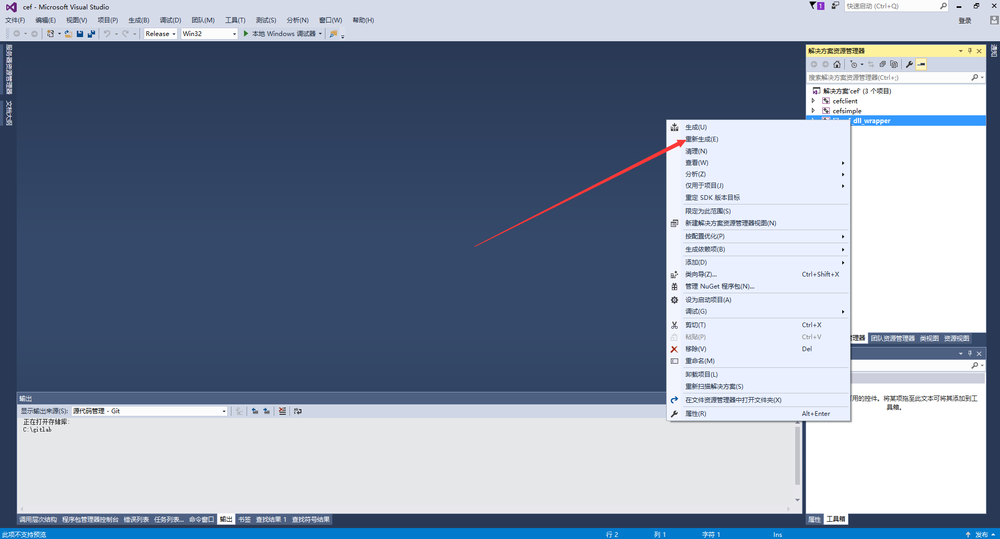 cef - Microsoft Visual Studio
1
快速启动 (Ctrl+Q)
文件(F) 编辑(E) 视图(V) 项目(P) 生成(B) 调试(D) 团队(M) 工具(T) 测试(S) 分析(N) 窗口(W) 帮助(H)
登录
Release Win32 本地 Windows 调试器
服务器资源管理器
文档大纲
通知
解决方案资源管理器
搜索解决方案资源管理器(Ctrl+;)
解决方案'cef' (3 个项目)
cefclient
cefsimple
f_dll_wrapper
生成(U)
重新生成(E)
清理(N)
查看(W)
分析(Z)
仅用于项目(J)
重定 SDK 版本目标
限定为此范围(S)
新建解决方案资源管理器视图(N)
按配置优化(P)
生成依赖项(B)
添加(D)
类向导(Z)... Ctrl+Shift+X
管理 NuGet 程序包(N)...
设为启动项目(A)
调试(G)
剪切(T) Ctrl+X
粘贴(P) Ctrl+V
移除(V) Del
重命名(M)
卸载项目(L)
重新扫描解决方案(S)
在文件资源管理器中打开文件夹(X)
属性(R) Alt+Enter
管理器 团队资源管理器 类视图 资源视图
用的控件。将某项拖至此文本可将其添加到工
具箱。
属性 工具箱
输出
显示输出来源(S): 源代码管理 - Git
正在打开存储库:
C:\gitlab
调用层次结构 程序包管理器控制台 错误列表 任务列表... 命令窗口 输出 书签 查找结果 1 查找符号结果
此项不支持预览 行 2 列 1 字符 1 Ins 发布